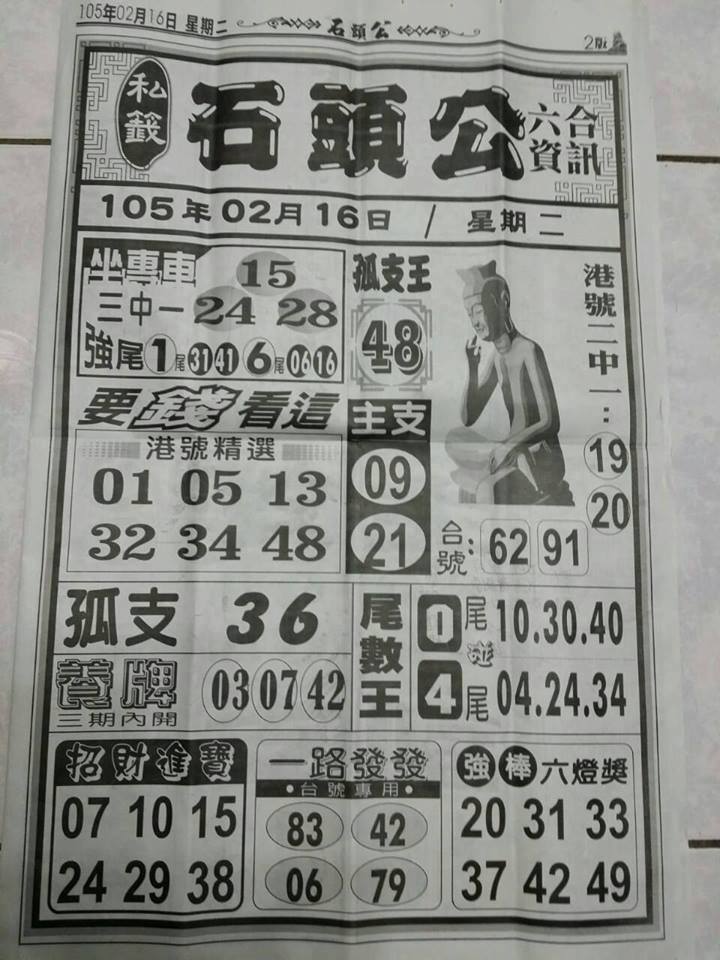 105年02月16日 星期二
石頭公
2版
私籤
石頭公
六合資訊
105年02月16日 / 星期二
坐專車
三中一
15
24 28
強尾 1尾 31 41 6尾 06 16
孤支王
48
港號二中一:
19
20
要錢看這
港號精選
01 05 13
32 34 48
主支
09
21
台號: 62 91
孤支 36
養牌
三期內開
03 07 42
尾數王
0尾 10.30.40
碰
4尾 04.24.34
招財進寶
07 10 15
24 29 38
一路發發
•台號專用•
83 42
06 79
強棒六燈獎
20 31 33
37 42 49